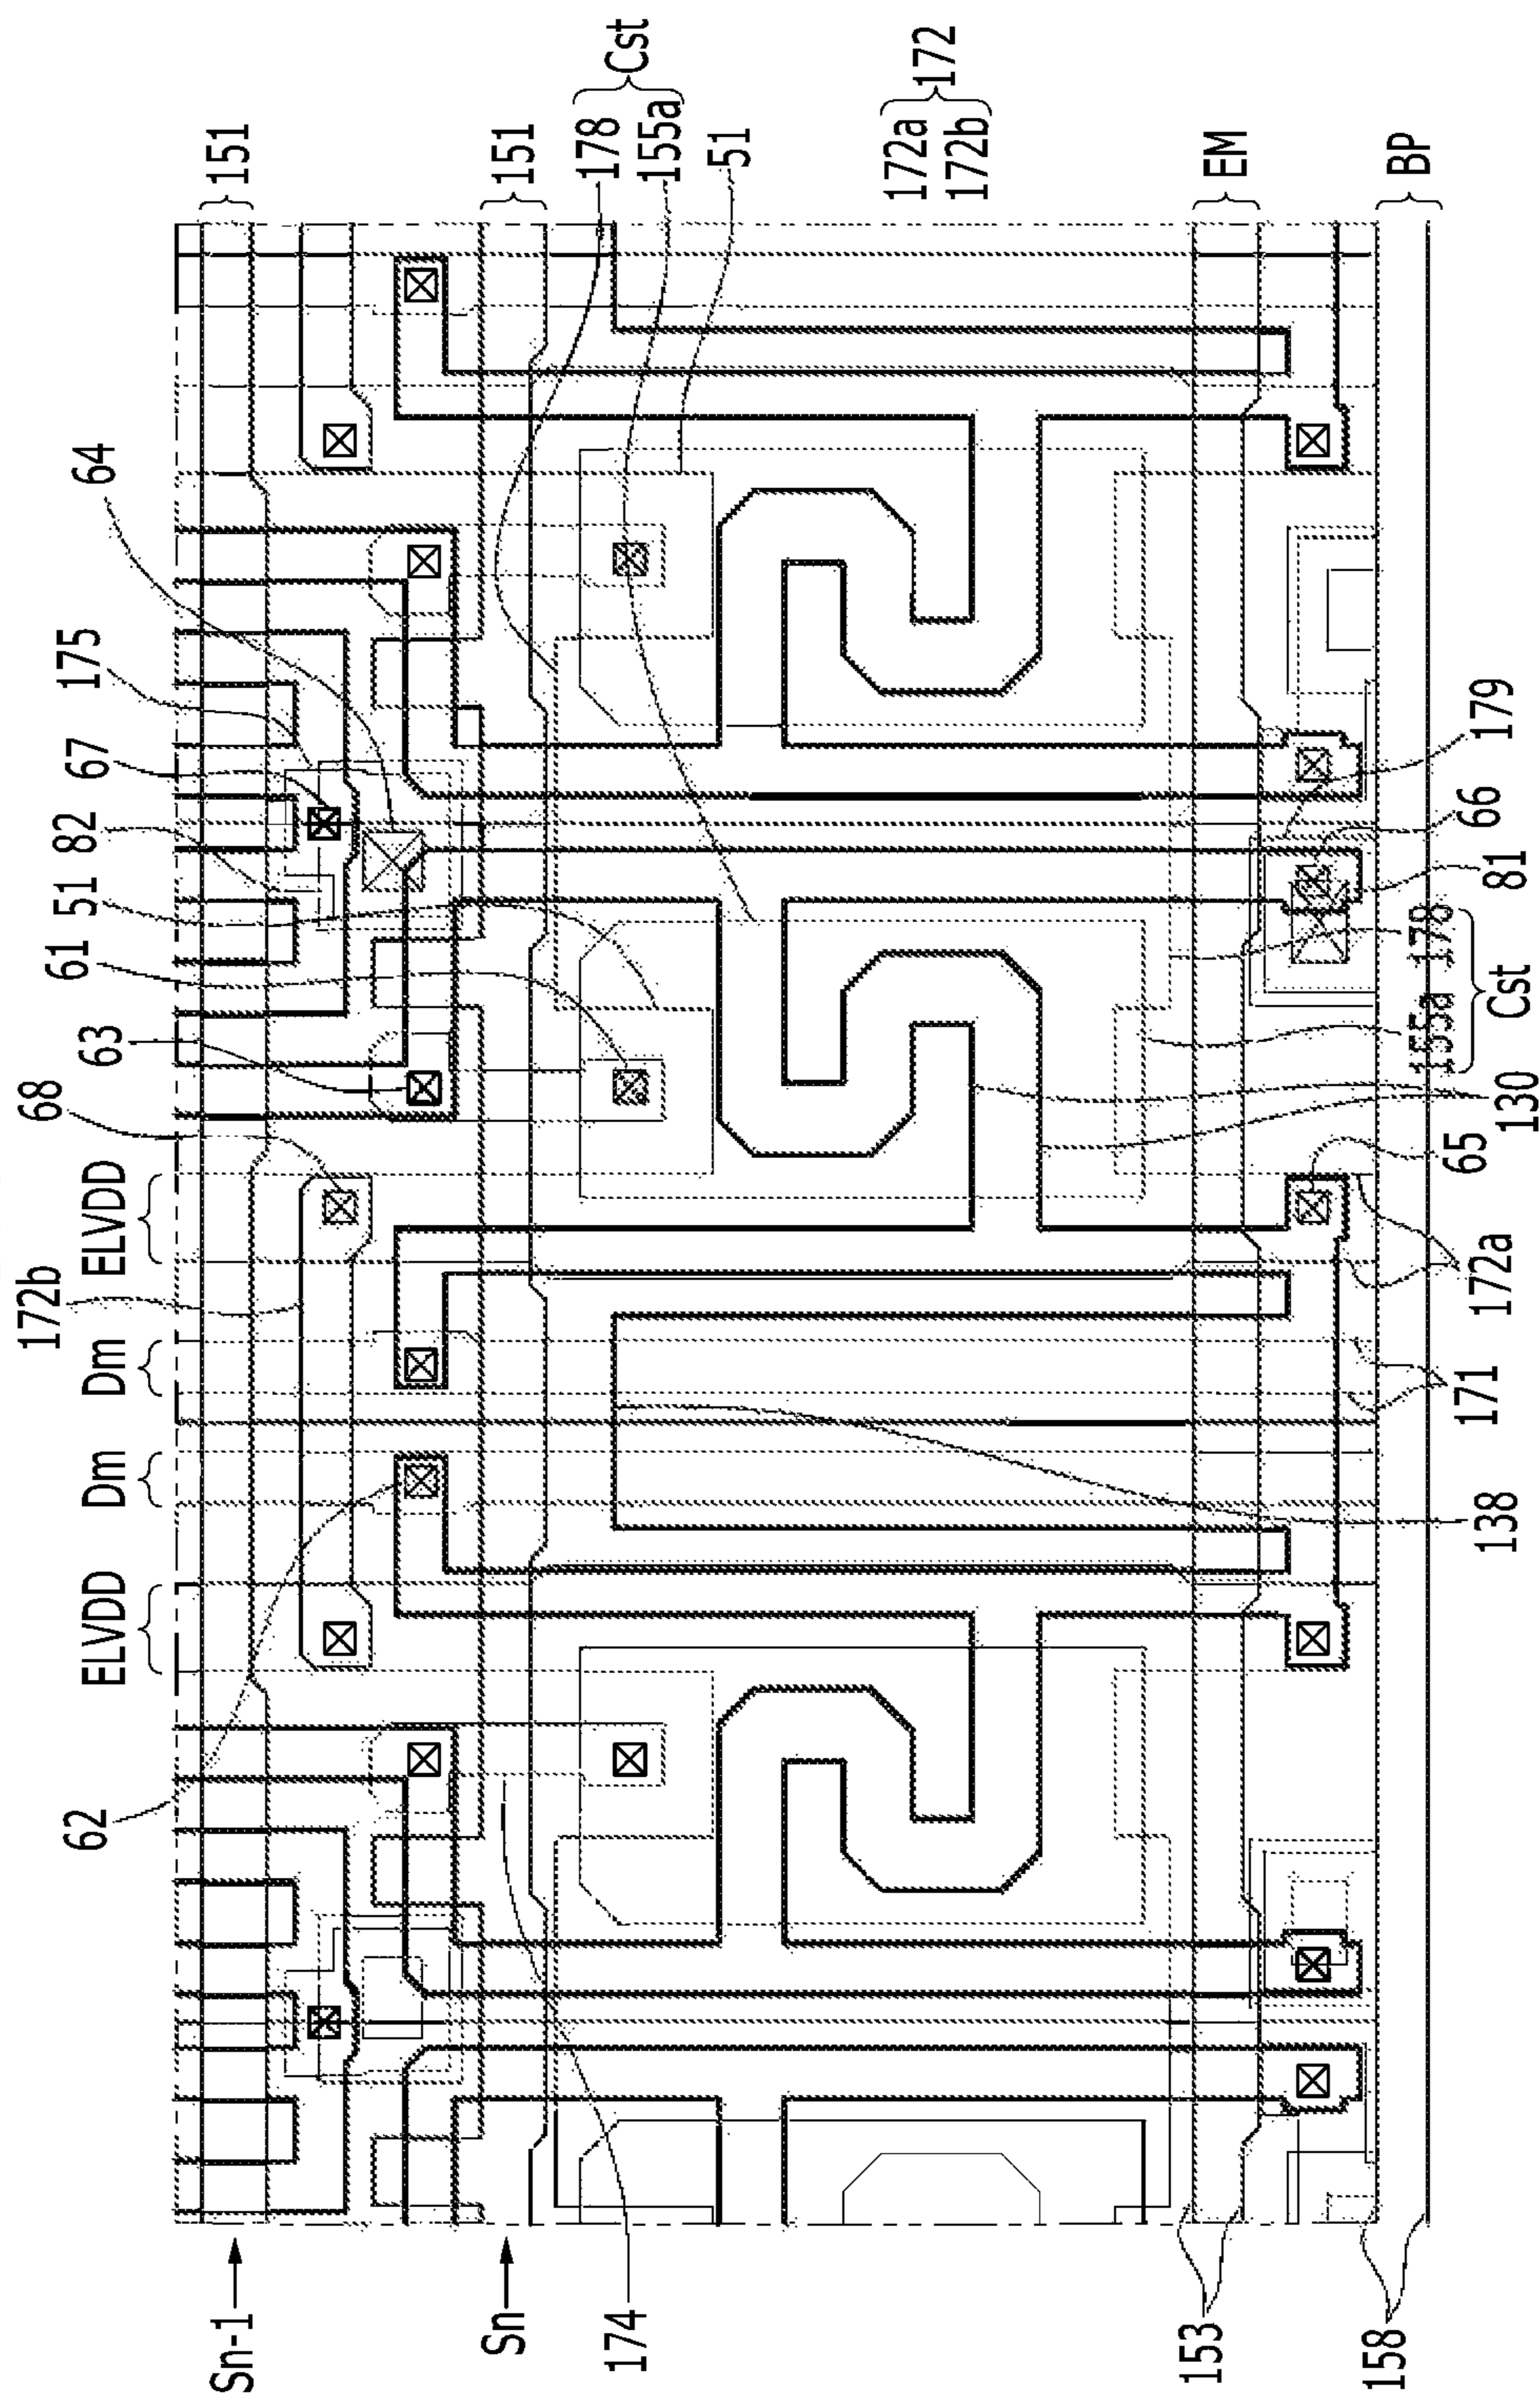 Sn-1
Sn
174
153
158
62
ELVDD
Dm
Dm
ELVDD
172b
68
63
61
51
82
67
175
64
151
151
178
155a
Cst
51
172a
172b
172
EM
BP
179
66
81
155a 178
Cst
130
65
172a
171
138